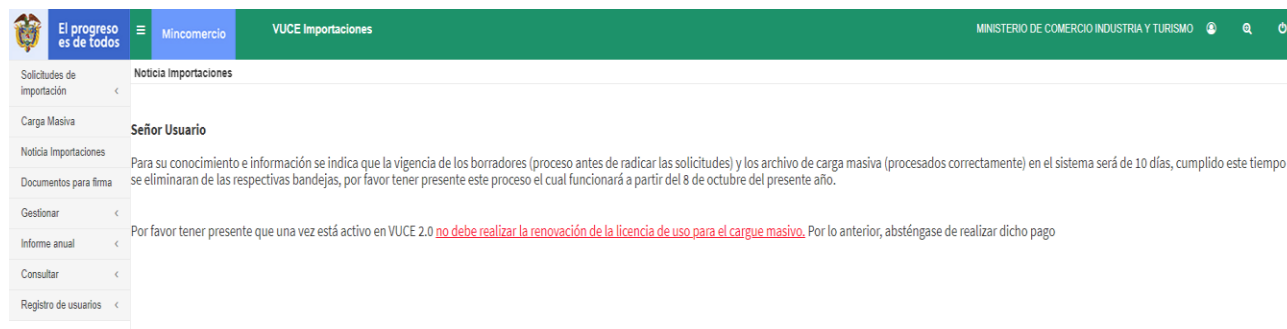 El progreso
es de todos
Mincomercio
VUCE Importaciones
MINISTERIO DE COMERCIO INDUSTRIA Y TURISMO
Solicitudes de
importación
Carga Masiva
Noticia Importaciones
Documentos para firma
Gestionar
Informe anual
Consultar
Registro de usuarios
Noticia Importaciones
Señor Usuario
Para su conocimiento e información se indica que la vigencia de los borradores (proceso antes de radicar las solicitudes) y los archivo de carga masiva (procesados correctamente) en el sistema será de 10 días, cumplido este tiempo
se eliminaran de las respectivas bandejas, por favor tener presente este proceso el cual funcionará a partir del 8 de octubre del presente año.
Por favor tener presente que una vez está activo en VUCE 2.0 no debe realizar la renovación de la licencia de uso para el cargue masivo. Por lo anterior, absténgase de realizar dicho pago